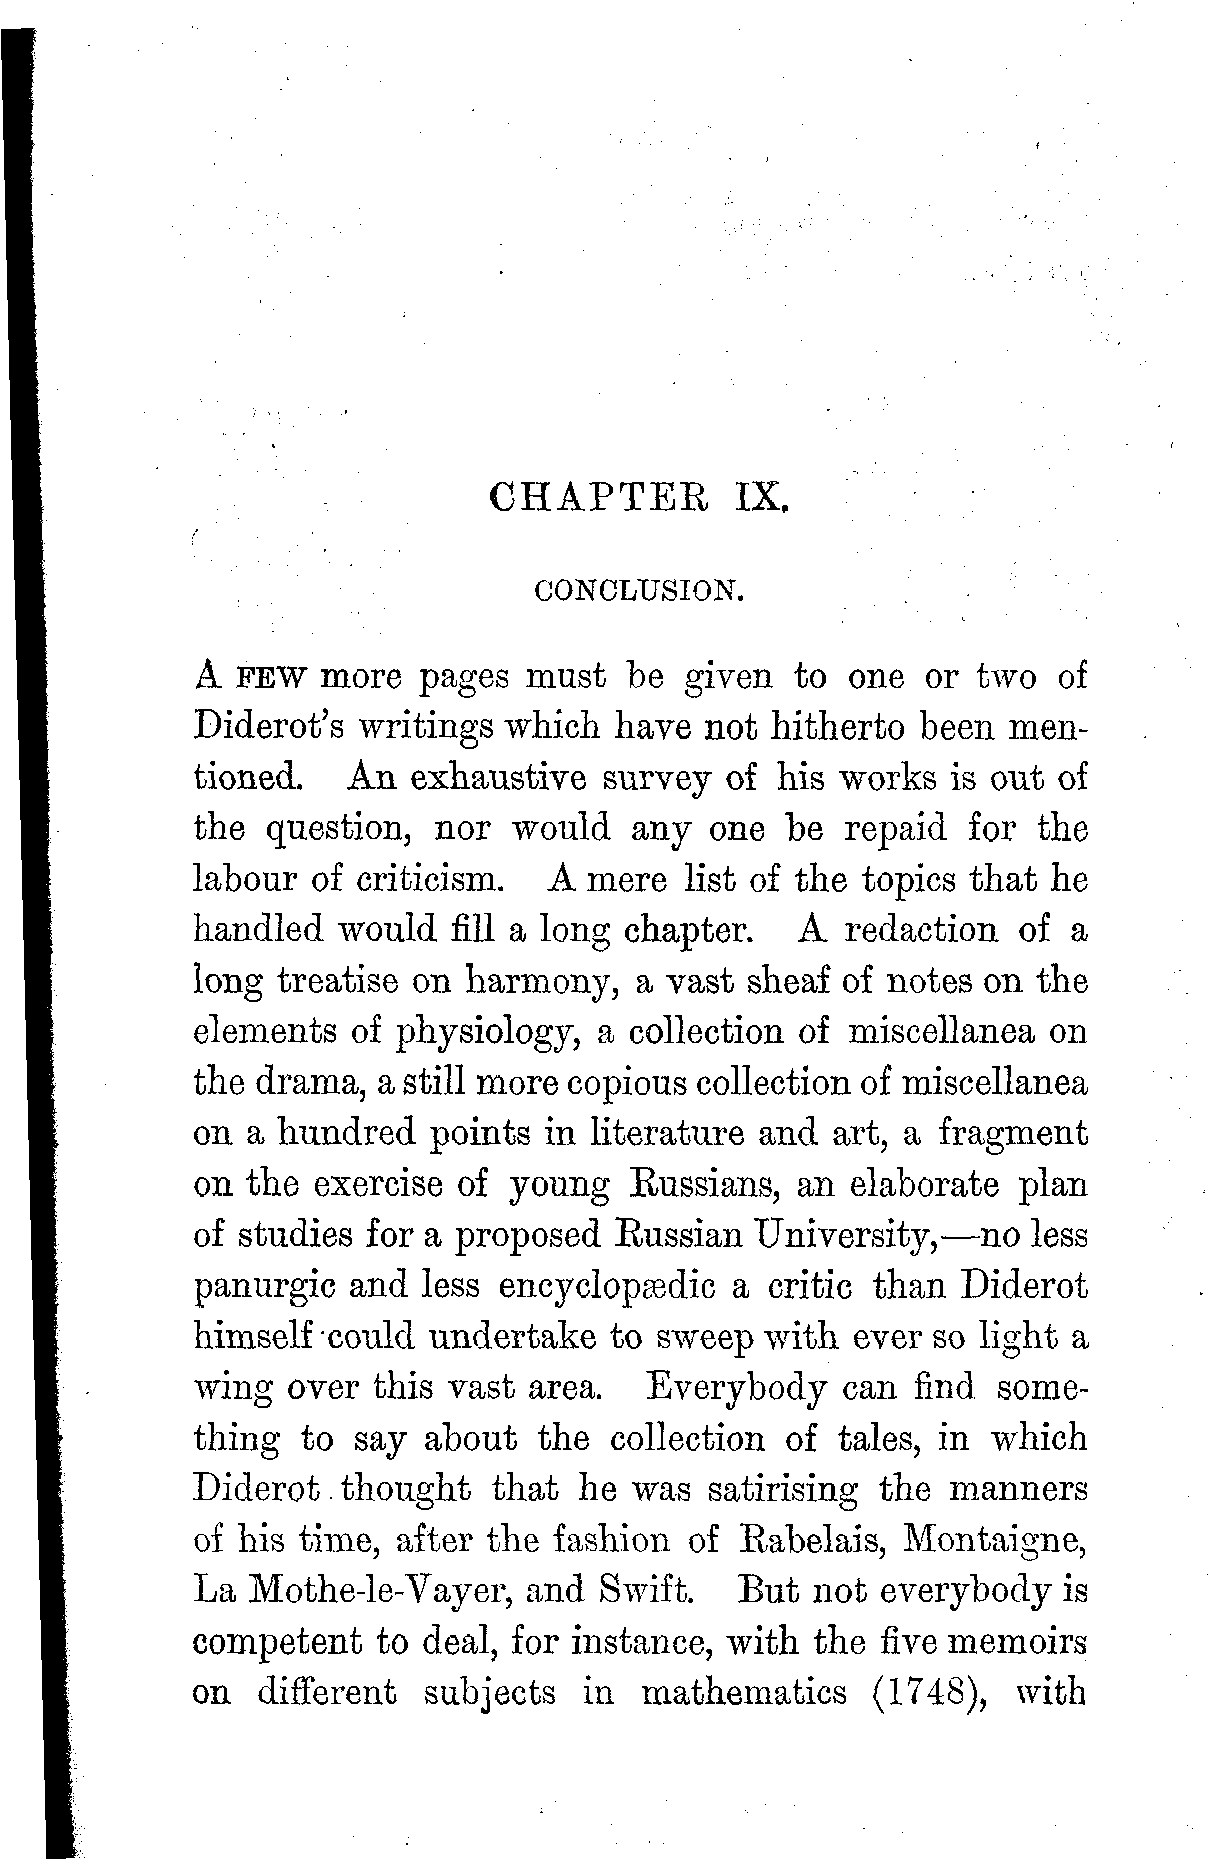 CHAPTER IX.
CONCLUSION.
A FEW more pages must be given to one or two of
Diderot's writings which have not hitherto been men-
tioned. An exhaustive survey of his works is out of
the question, nor would any one be repaid for the
labour of criticism. A mere list of the topics that he
handled would fill a long chapter. A redaction of a
long treatise on harmony, a vast sheaf of notes on the
elements of physiology, a collection of miscellanea on
the drama, a still more copious collection of miscellanea
on a hundred points in literature and art, a fragment
on the exercise of young Russians, an elaborate plan
of studies for a proposed Russian University,—no less
panurgic and less encyclopædic a critic than Diderot
himself could undertake to sweep with ever so light a
wing over this vast area. Everybody can find some-
thing to say about the collection of tales, in which
Diderot thought that he was satirising the manners
of his time, after the fashion of Rabelais, Montaigne,
La Mothe-le-Vayer, and Swift. But not everybody is
competent to deal, for instance, with the five memoirs
on different subjects in mathematics (1748), with